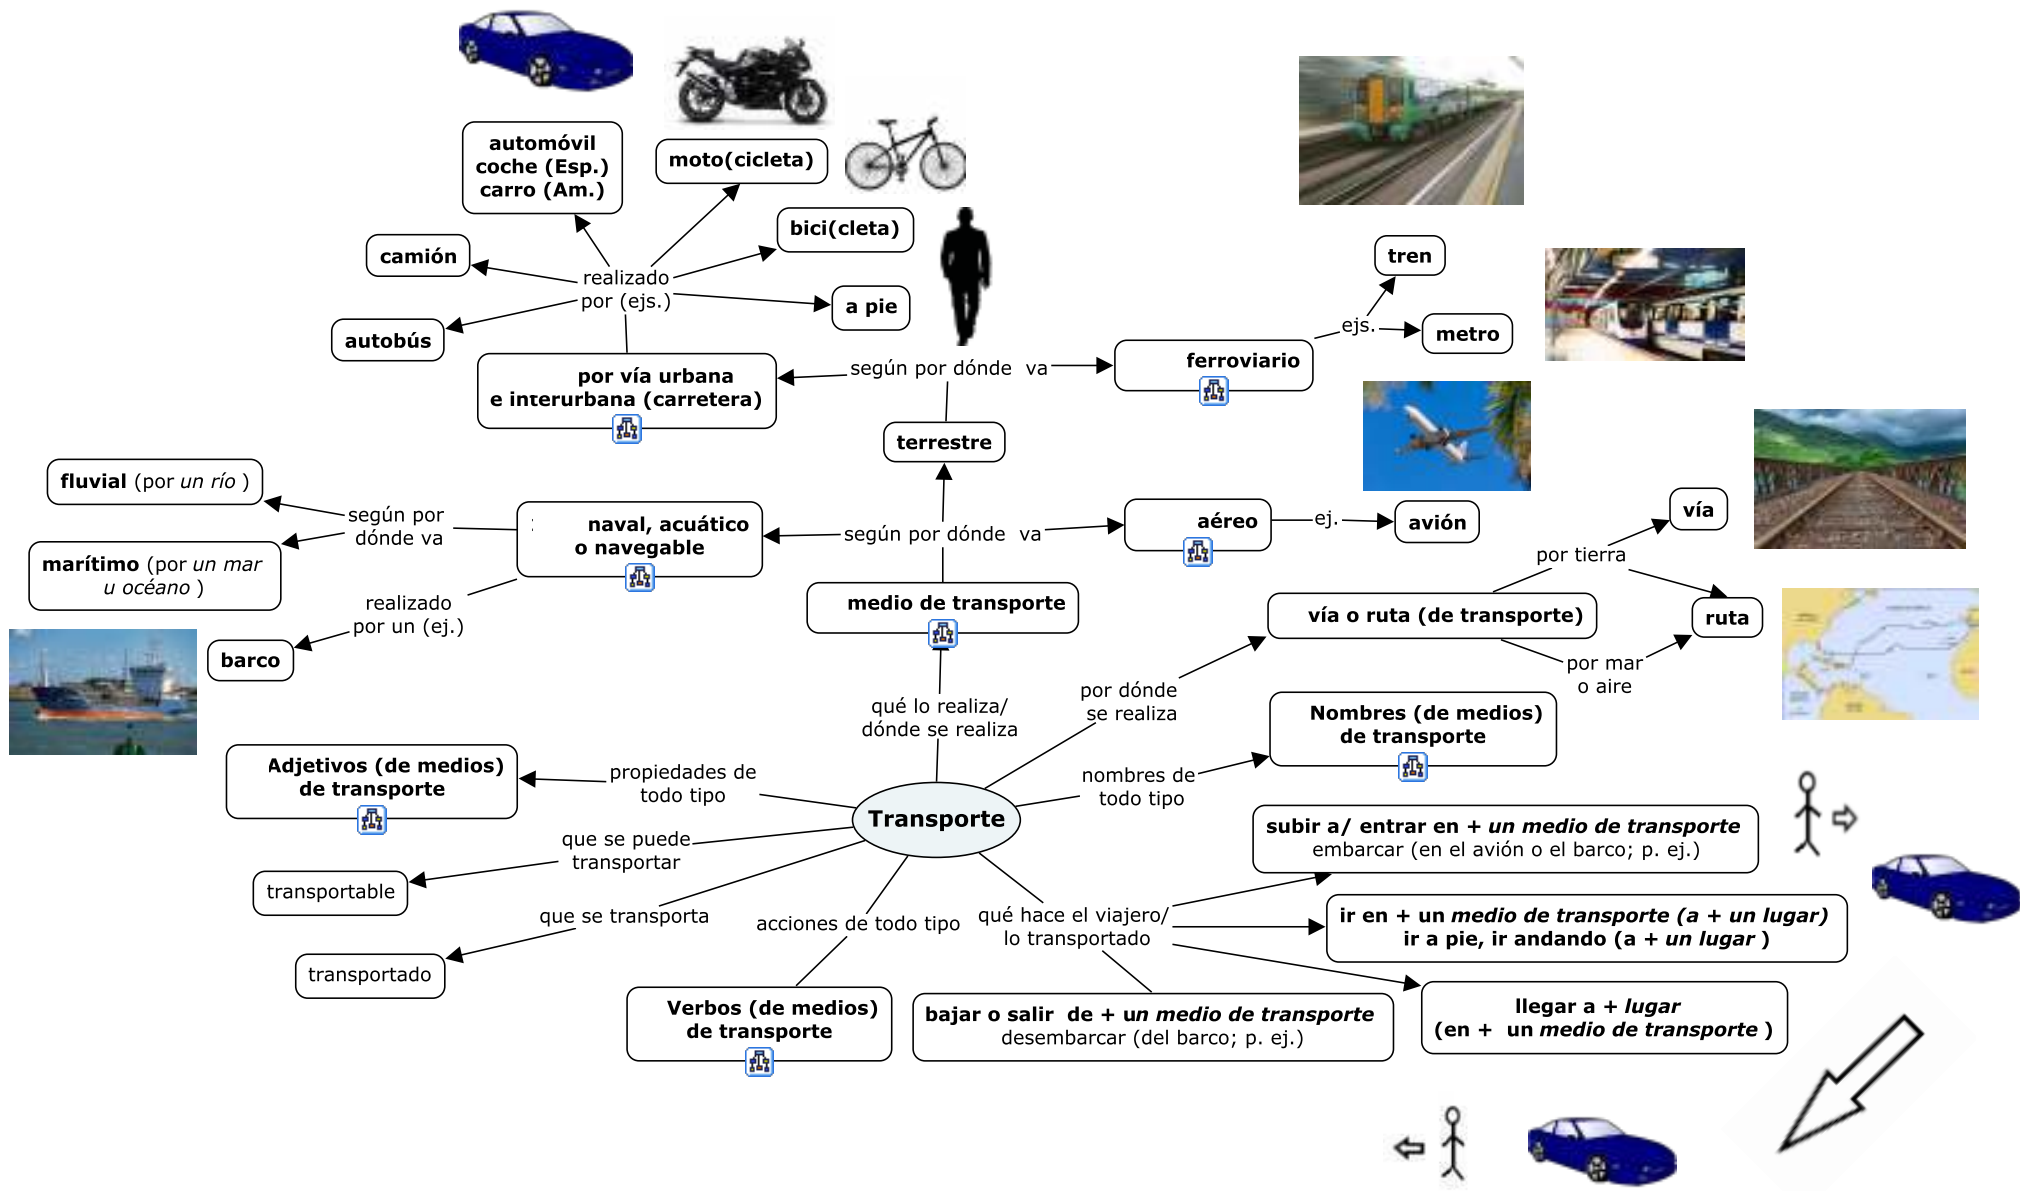 automóvil
coche (Esp.)
carro (Am.)
moto(cicleta)
bici(cleta)
camión
realizado
por (ejs.)
a pie
autobús
tren
ejs.
metro
por vía urbana
e interurbana (carretera)
según por dónde va
ferroviario
terrestre
fluvial (por un río )
según por
dónde va
marítimo (por un mar
u océano )
naval, acuático
o navegable
según por dónde va
aéreo
ej.
avión
vía
por tierra
realizado
por un (ej.)
barco
medio de transporte
vía o ruta (de transporte)
ruta
por mar
o aire
qué lo realiza/
dónde se realiza
por dónde
se realiza
Nombres (de medios)
de transporte
nombres de
todo tipo
Adjetivos (de medios)
de transporte
propiedades de
todo tipo
Transporte
que se puede
transportar
transportable
que se transporta
transportado
acciones de todo tipo
Verbos (de medios)
de transporte
qué hace el viajero/
lo transportado
subir a/ entrar en + un medio de transporte
embarcar (en el avión o el barco; p. ej.)
ir en + un medio de transporte (a + un lugar)
ir a pie, ir andando (a + un lugar )
bajar o salir de + un medio de transporte
desembarcar (del barco; p. ej.)
llegar a + lugar
(en + un medio de transporte )